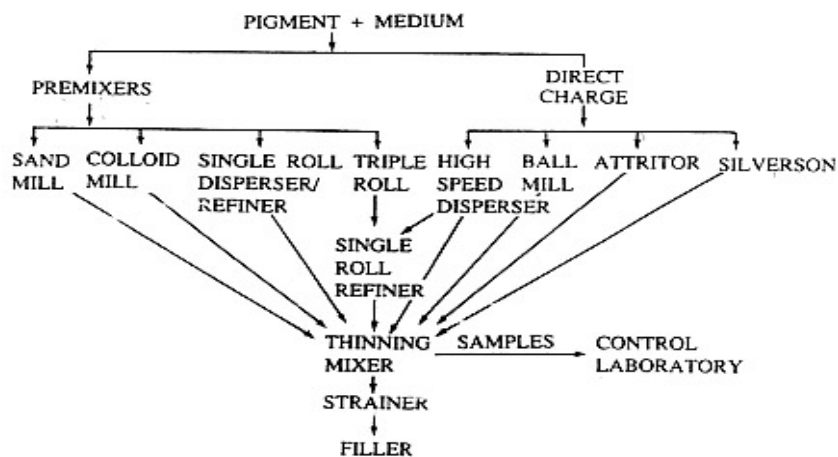 PIGMENT + MEDIUM
PREMIXERS
DIRECT
CHARGE
SAND
MILL
COLLOID
MILL
SINGLE ROLL
DISPERSER/
REFINER
TRIPLE
ROLL
HIGH
SPEED
DISPERSER
BALL
MILL
ATTRITOR
SILVERSON
SINGLE
ROLL
REFINER
THINNING
MIXER
SAMPLES
CONTROL
LABORATORY
STRAINER
FILLER